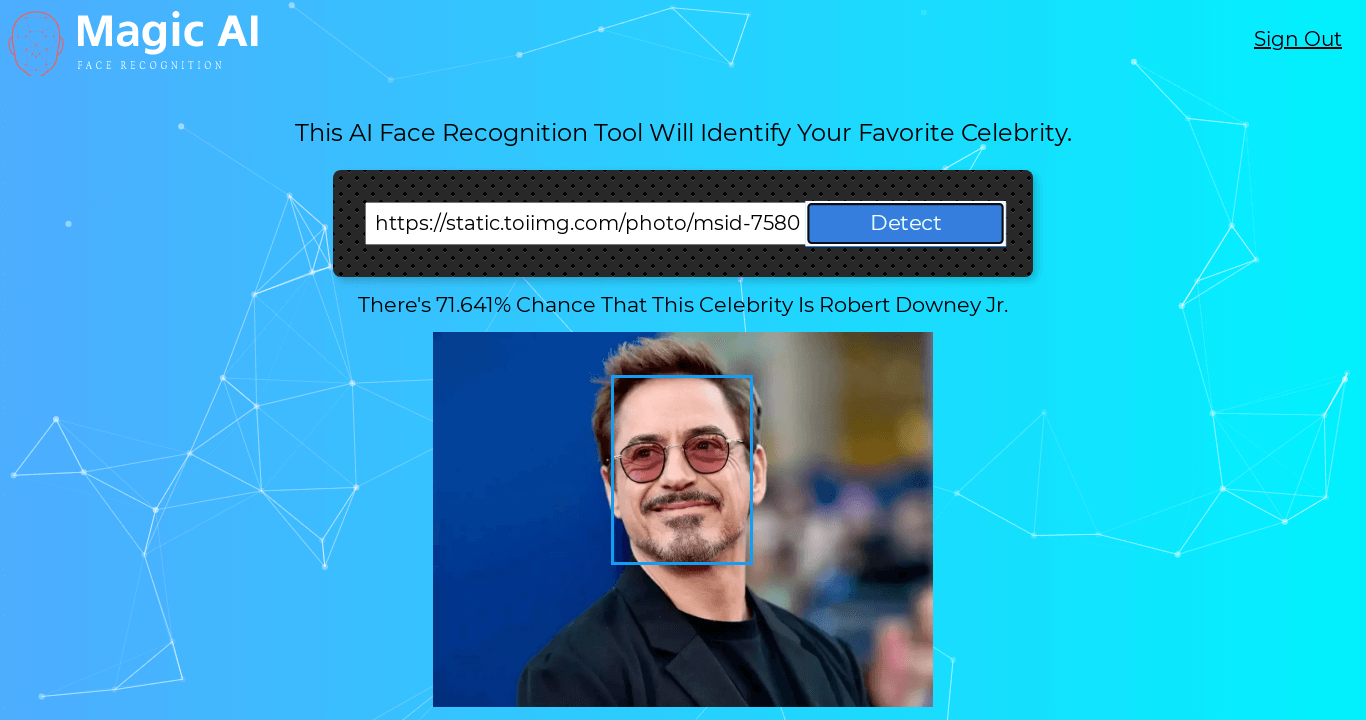 Magic AI
FACE RECOGNITION
Sign Out
This AI Face Recognition Tool Will Identify Your Favorite Celebrity.
https://static.toiimg.com/photo/msid-7580
Detect
There's 71.641% Chance That This Celebrity Is Robert Downey Jr.